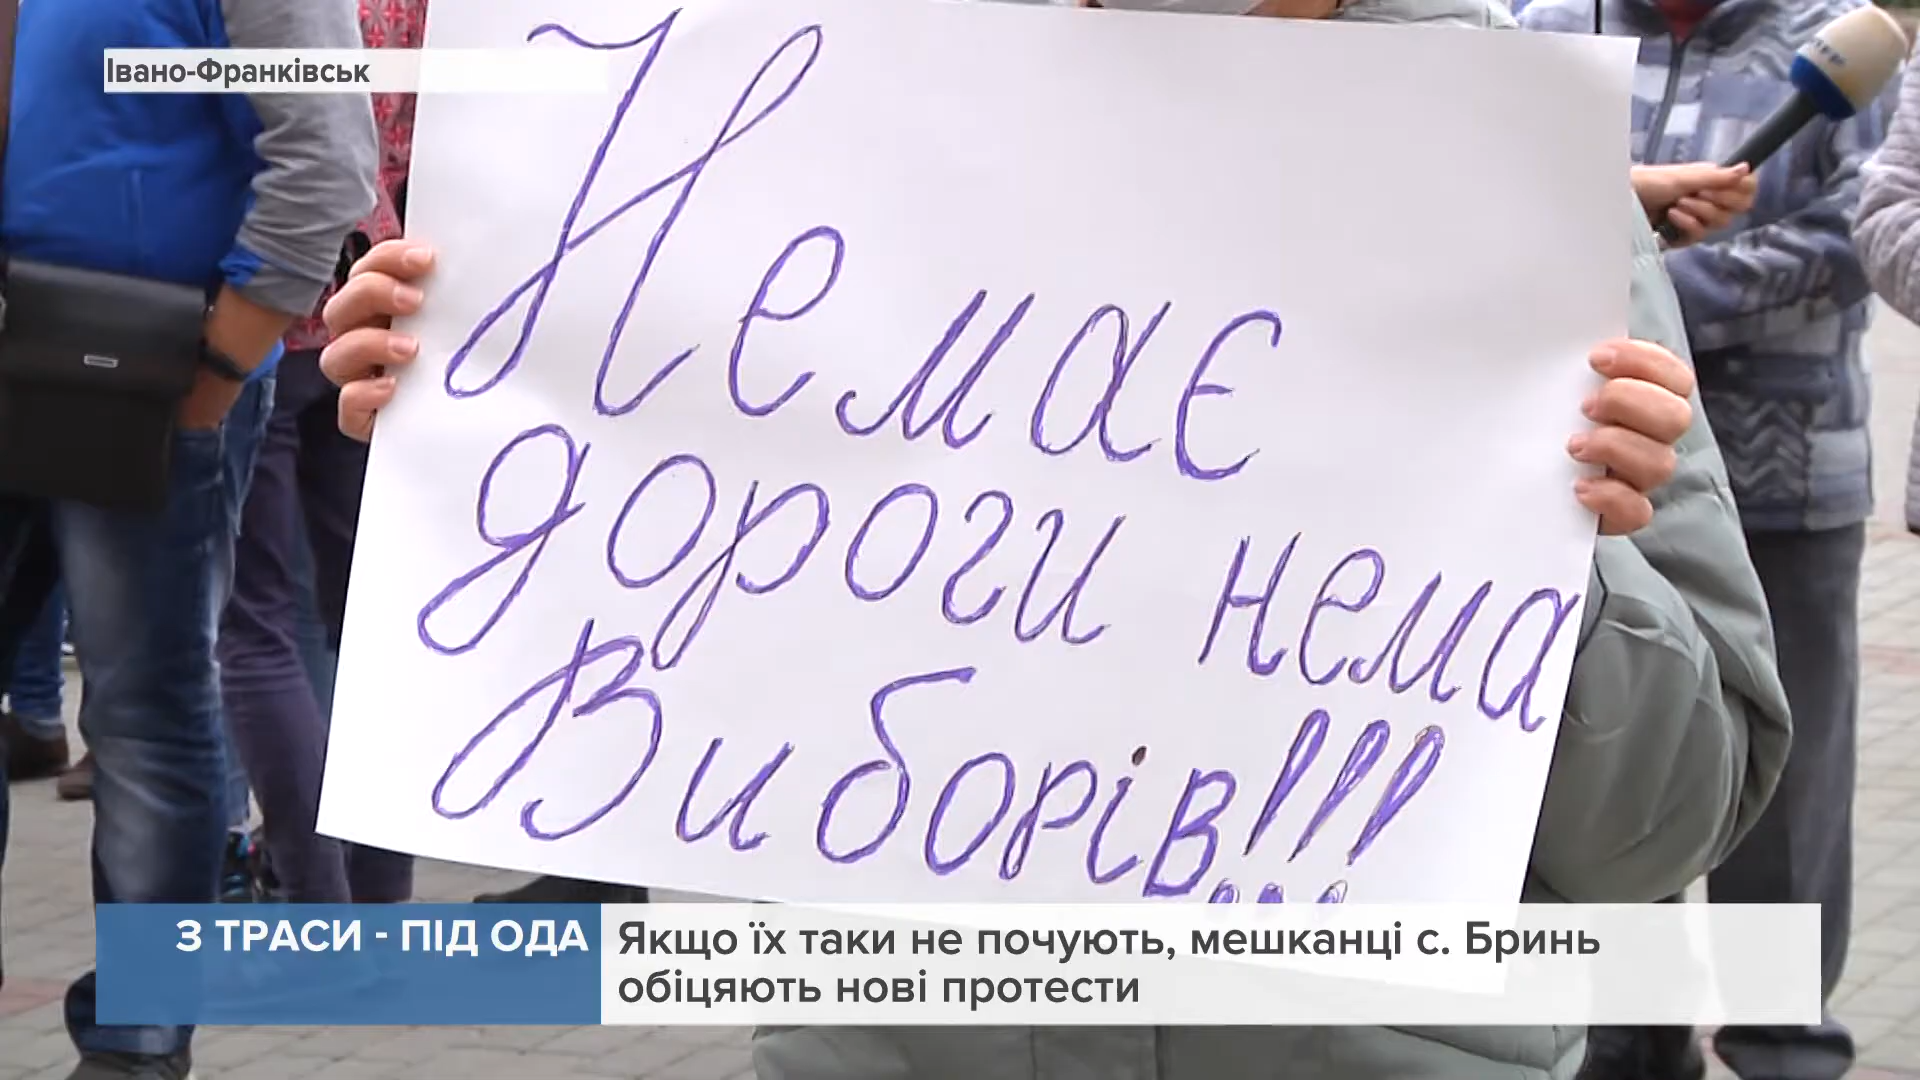 Івано-Франківськ
Немає
дороги нема
Виборів!!!
З ТРАСИ - ПІД ОДА
Якщо їх таки не почують, мешканці с. Бринь
обіцяють нові протести